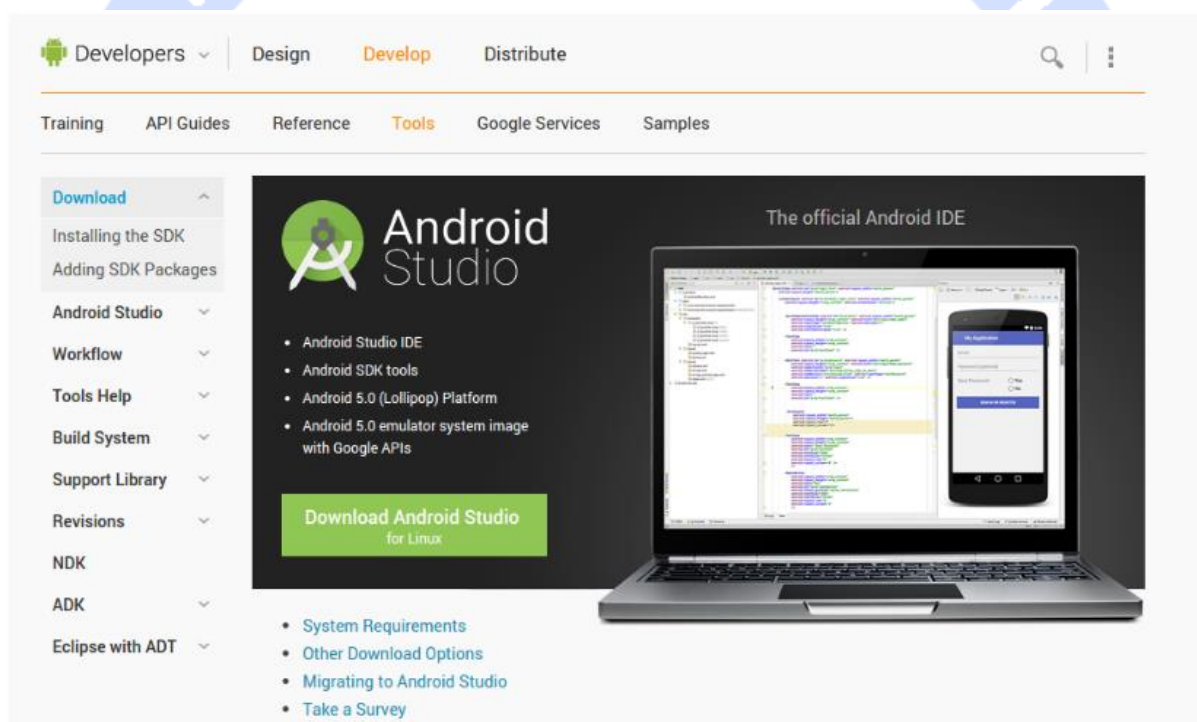 Developers
Design
Develop
Distribute
Training
API Guides
Reference
Tools
Google Services
Samples
Download
Installing the SDK
Adding SDK Packages
Android Studio
Workflow
Tools Help
Build System
Support Library
Revisions
NDK
ADK
Eclipse with ADT
Android
Studio
The official Android IDE
Android Studio IDE
Android SDK tools
Android 5.0 (Lollipop) Platform
Android 5.0 emulator system image
with Google APIs
Download Android Studio
for Linux
My Application
System Requirements
Other Download Options
Migrating to Android Studio
Take a Survey